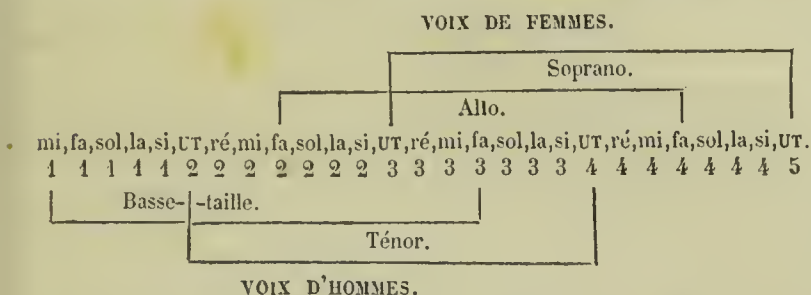 VOIX DE FEMMES.
Soprano.
Alto.
mi,fa,sol,la,si,UT,ré,mi,fa,sol,la,si,UT,ré,mi,fa,sol,la,si,UT,ré,mi,fa,sol,la,si,UT.
1 1 1 1 1 2 2 2 2 2 2 2 3 3 3 3 3 3 3 4 4 4 4 4 4 4 5
Basse- -taille.
Ténor.
VOIX D'HOMMES.